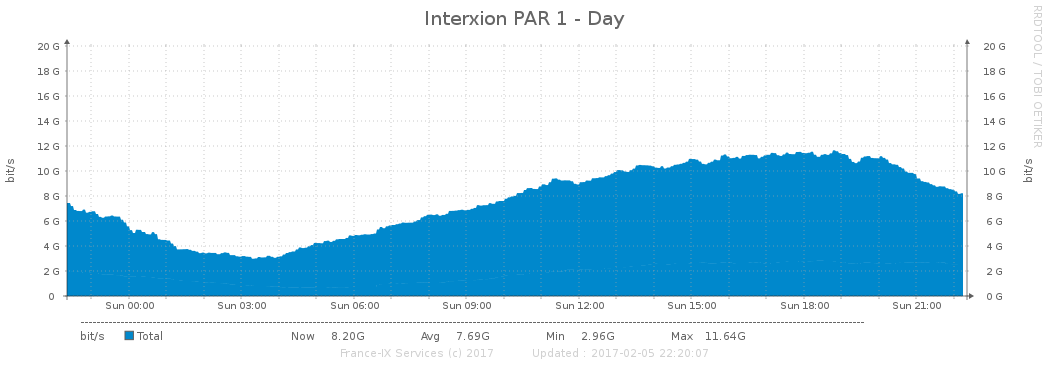 Interxion PAR 1 - Day
RRDTOOL / TOBI OETIKER
bit/s
20 G 20 G
18 G 18 G
16 G 16 G
14 G 14 G
12 G 12 G
10 G 10 G
8 G 8 G
6 G 6 G
4 G 4 G
2 G 2 G
0 0 G
bit/s
Sun 00:00 Sun 03:00 Sun 06:00 Sun 09:00 Sun 12:00 Sun 15:00 Sun 18:00 Sun 21:00
bit/s Total Now 8.20G Avg 7.69G Min 2.96G Max 11.64G
France-IX Services (c) 2017 Updated : 2017-02-05 22:20:07